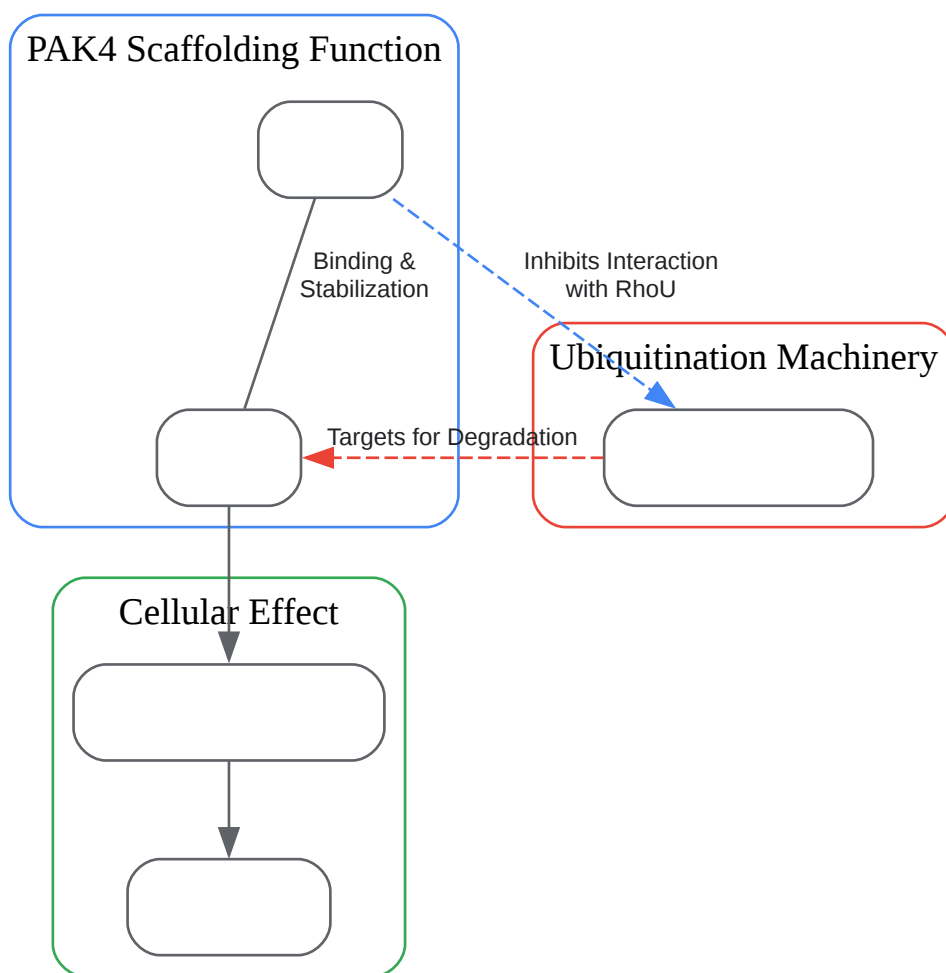 PAK4 Scaffolding Function
Binding &
Stabilization
Inhibits Interaction
with RhoU
Ubiquitination Machinery
Targets for Degradation
Cellular Effect